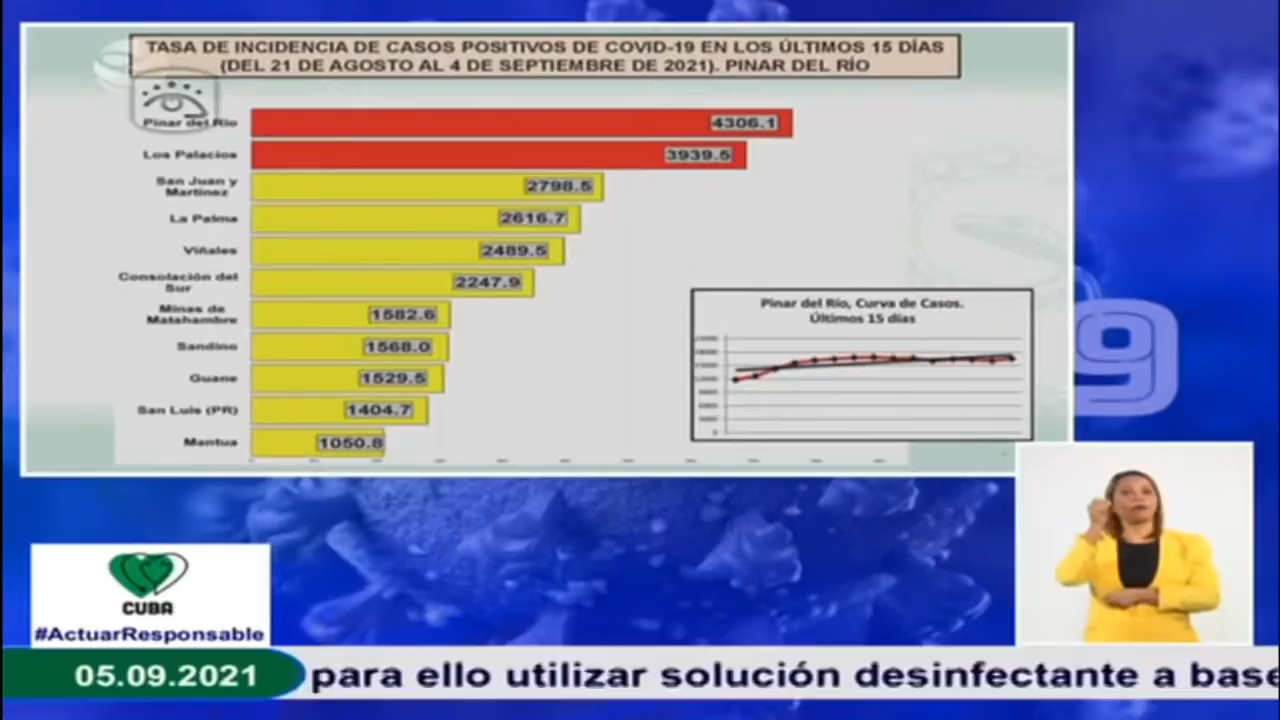 TASA DE INCIDENCIA DE CASOS POSITIVOS DE COVID-19 EN LOS ÚLTIMOS 15 DÍAS
(DEL 21 DE AGOSTO AL 4 DE SEPTIEMBRE DE 2021). PINAR DEL RÍO
Pinar del Río 4306.1
Los Palacios 3939.5
San Juan y
Martínez 2798.5
La Palma 2616.7
Viñales 2489.5
Consolación del
Sur 2247.9
Minas de
Matahambre 1582.6
Sandino 1568.0
Guane 1529.5
San Luis (PR) 1404.7
Mantua 1050.8
Pinar del Río, Curva de Casos.
Últimos 15 días
9
CUBA
#ActuarResponsable
05.09.2021
para ello utilizar solución desinfectante a base